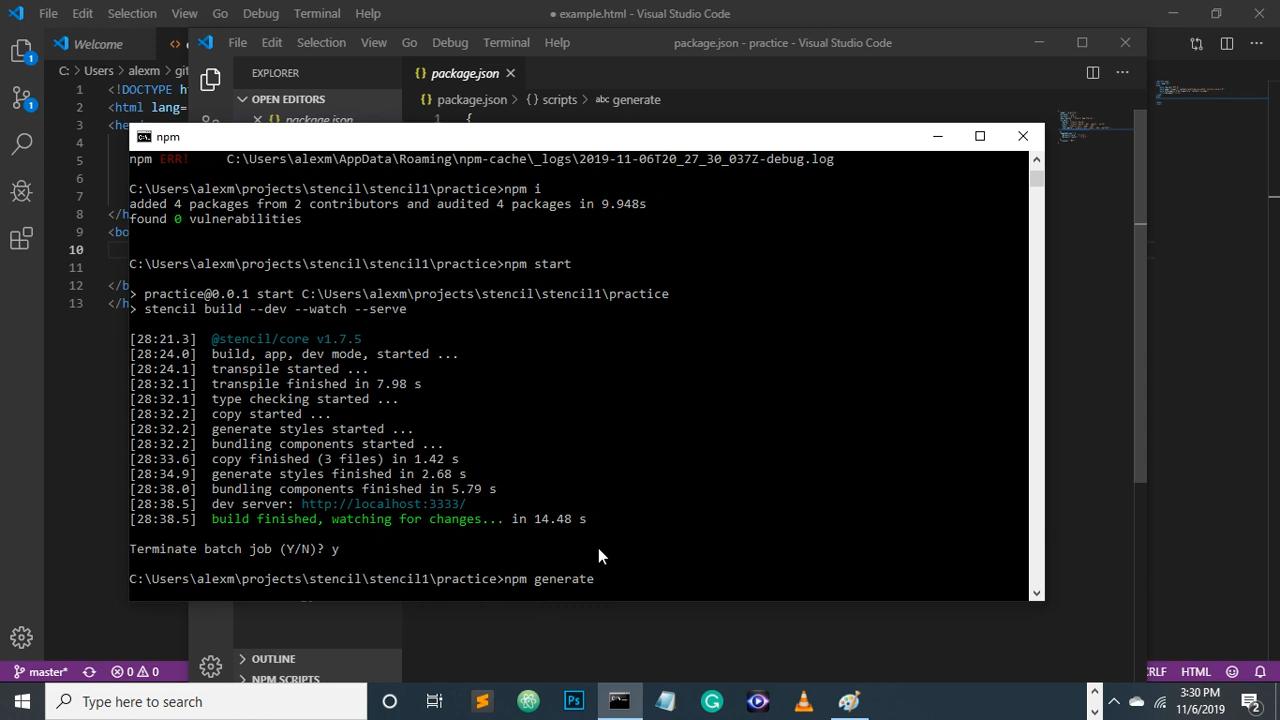 File Edit Selection View Go Debug Terminal Help
● example.html - Visual Studio Code
Welcome
C: > Users > alexm > git
1 <!DOCTYPE h
2 <html lang=
3 <he
4
5
6
7
8 </h
9 <bo
10
11
12 </b
13 </h
File Edit Selection View Go Debug Terminal Help
package.json - practice - Visual Studio Code
EXPLORER
OPEN EDITORS
package.json
{} package.json
{} package.json > {} scripts > abc generate
1 {
npm
npm ERR! C:\Users\alexm\AppData\Roaming\npm-cache\_logs\2019-11-06T20_27_30_037Z-debug.log
C:\Users\alexm\projects\stencil\stencil1\practice>npm i
added 4 packages from 2 contributors and audited 4 packages in 9.948s
found 0 vulnerabilities
C:\Users\alexm\projects\stencil\stencil1\practice>npm start
> practice@0.0.1 start C:\Users\alexm\projects\stencil\stencil1\practice
> stencil build --dev --watch --serve
[28:21.3] @stencil/core v1.7.5
[28:24.0] build, app, dev mode, started ...
[28:24.1] transpile started ...
[28:32.1] transpile finished in 7.98 s
[28:32.1] type checking started ...
[28:32.2] copy started ...
[28:32.2] generate styles started ...
[28:32.2] bundling components started ...
[28:33.6] copy finished (3 files) in 1.42 s
[28:34.9] generate styles finished in 2.68 s
[28:38.0] bundling components finished in 5.79 s
[28:38.5] dev server: http://localhost:3333/
[28:38.5] build finished, watching for changes... in 14.48 s
Terminate batch job (Y/N)? y
C:\Users\alexm\projects\stencil\stencil1\practice>npm generate
OUTLINE
NPM SCRIPTS
1
1
master* 0 0
CRLF HTML
Type here to search
Ps
3:30 PM
11/6/2019
2